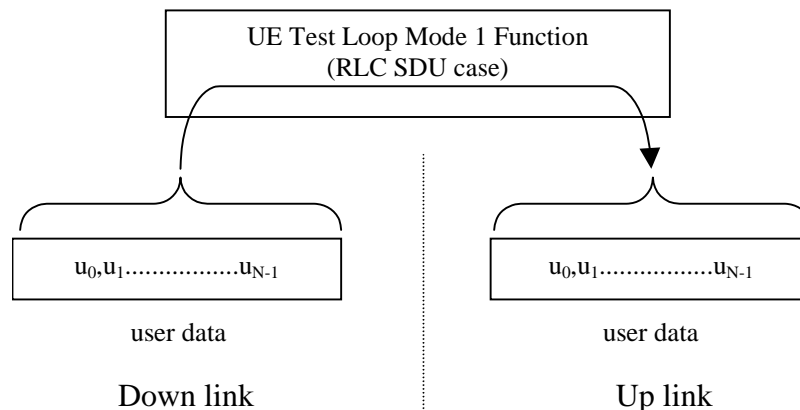 UE Test Loop Mode 1 Function
(RLC SDU case)
u0,u1.................uN-1
u0,u1.................uN-1
user data
user data
Down link
Up link